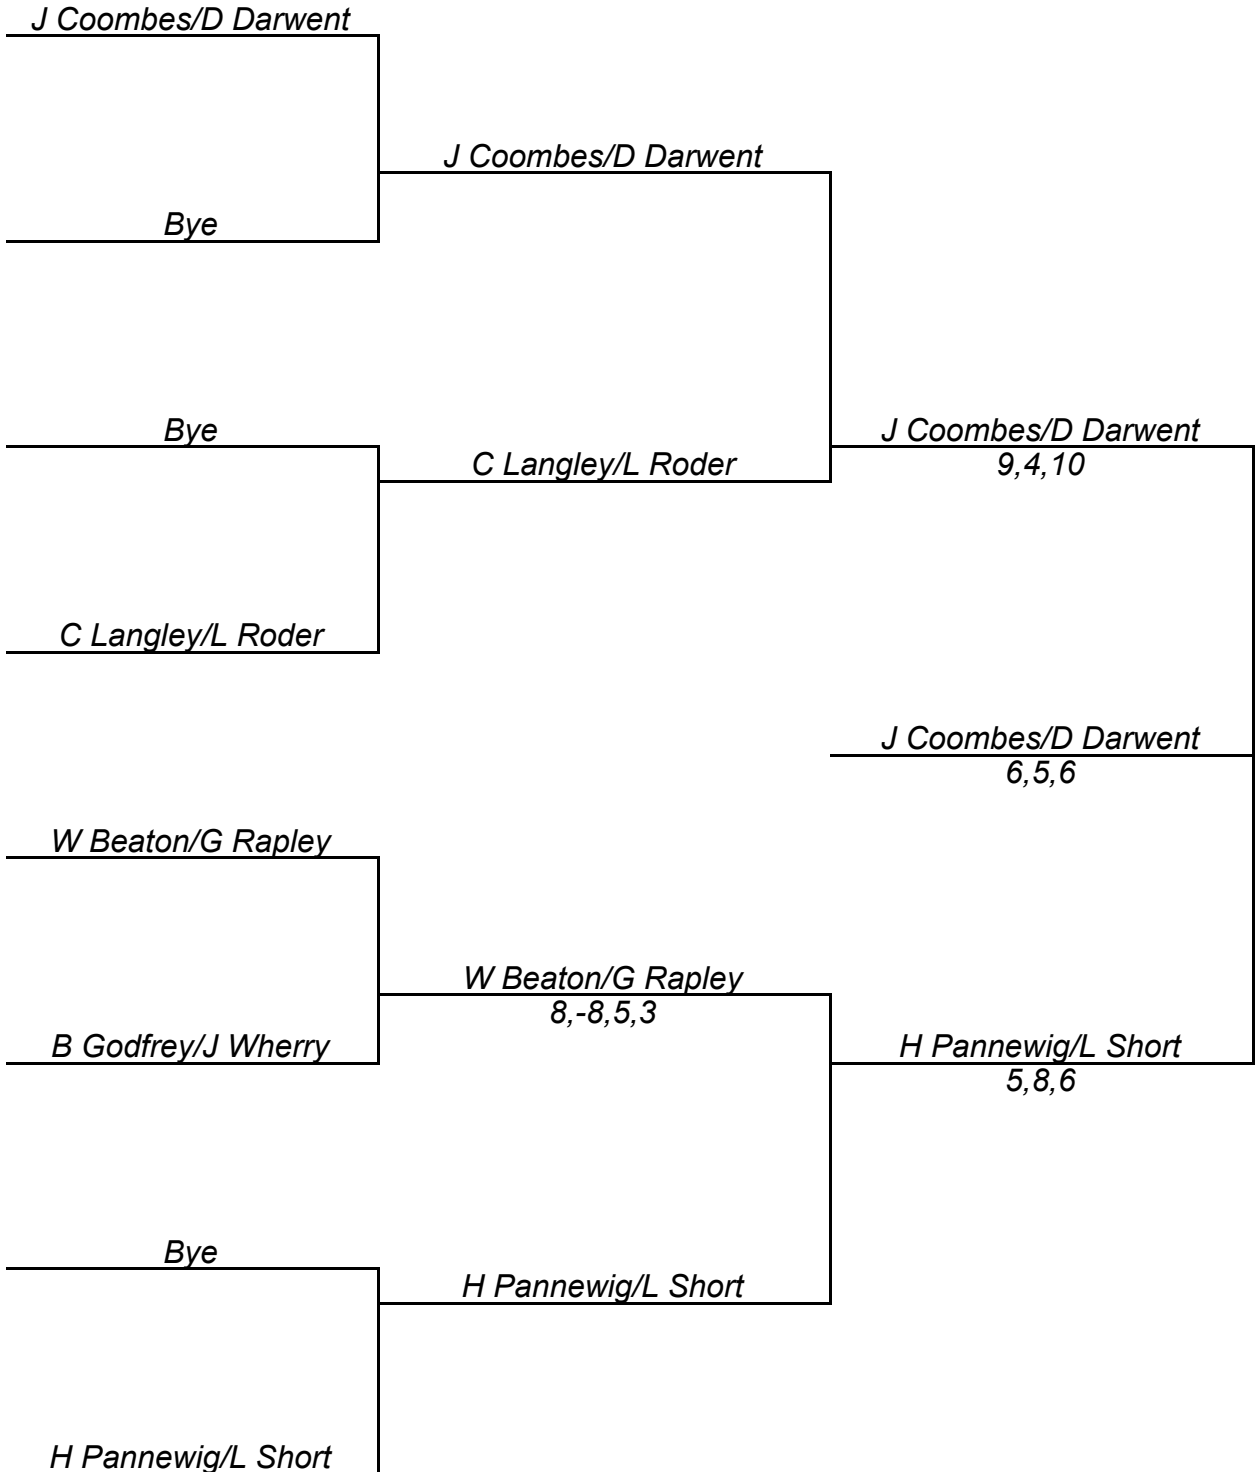 J Coombes/D Darwent
J Coombes/D Darwent
Bye
Bye
J Coombes/D Darwent
C Langley/L Roder
9,4,10
C Langley/L Roder
J Coombes/D Darwent
6,5,6
W Beaton/G Rapley
W Beaton/G Rapley
8,-8,5,3
B Godfrey/J Wherry
H Pannewig/L Short
5,8,6
Bye
H Pannewig/L Short
H Pannewig/L Short